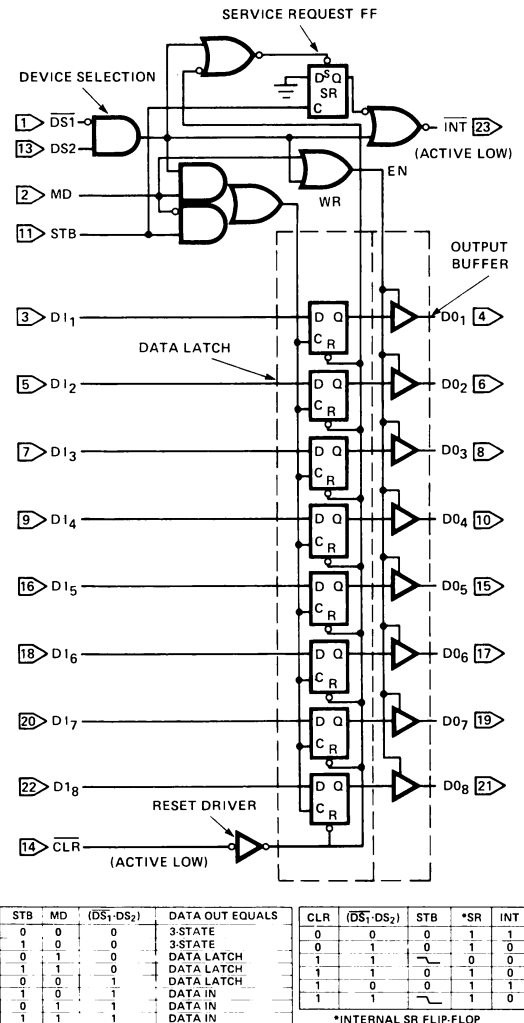 SERVICE REQUEST FF
DEVICE SELECTION
D S Q
SR
C
1 DS1
13 DS2
INT 23
(ACTIVE LOW)
2 MD
EN
WR
11 STB
OUTPUT
BUFFER
3 DI1 D Q C R DO1 4
DATA LATCH
5 DI2 D Q C R DO2 6
7 DI3 D Q C R DO3 8
9 DI4 D Q C R DO4 10
16 DI5 D Q C R DO5 15
18 DI6 D Q C R DO6 17
20 DI7 D Q C R DO7 19
22 D18 D Q C R DO8 21
RESET DRIVER
14 CLR
(ACTIVE LOW)
STB MD (DS1·DS2) DATA OUT EQUALS
0 0 0 3-STATE
1 0 0 3-STATE
0 1 0 DATA LATCH
1 1 0 DATA LATCH
0 0 1 DATA LATCH
1 0 1 DATA IN
0 1 1 DATA IN
1 1 1 DATA IN
CLR (DS1·DS2) STB *SR INT
0 0 0 1 1
0 1 0 1 0
1 1 0 0
1 1 0 1 0
1 0 0 1 1
1 1 1 0
*INTERNAL SR FLIP-FLOP